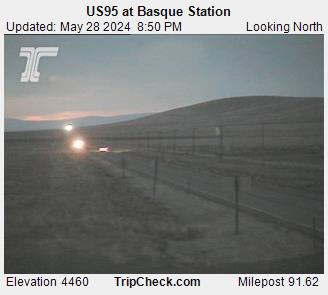 US95 at Basque Station
Updated: May 28 2024 8:50 PM Looking North
Elevation 4460 TripCheck.com Milepost 91.62